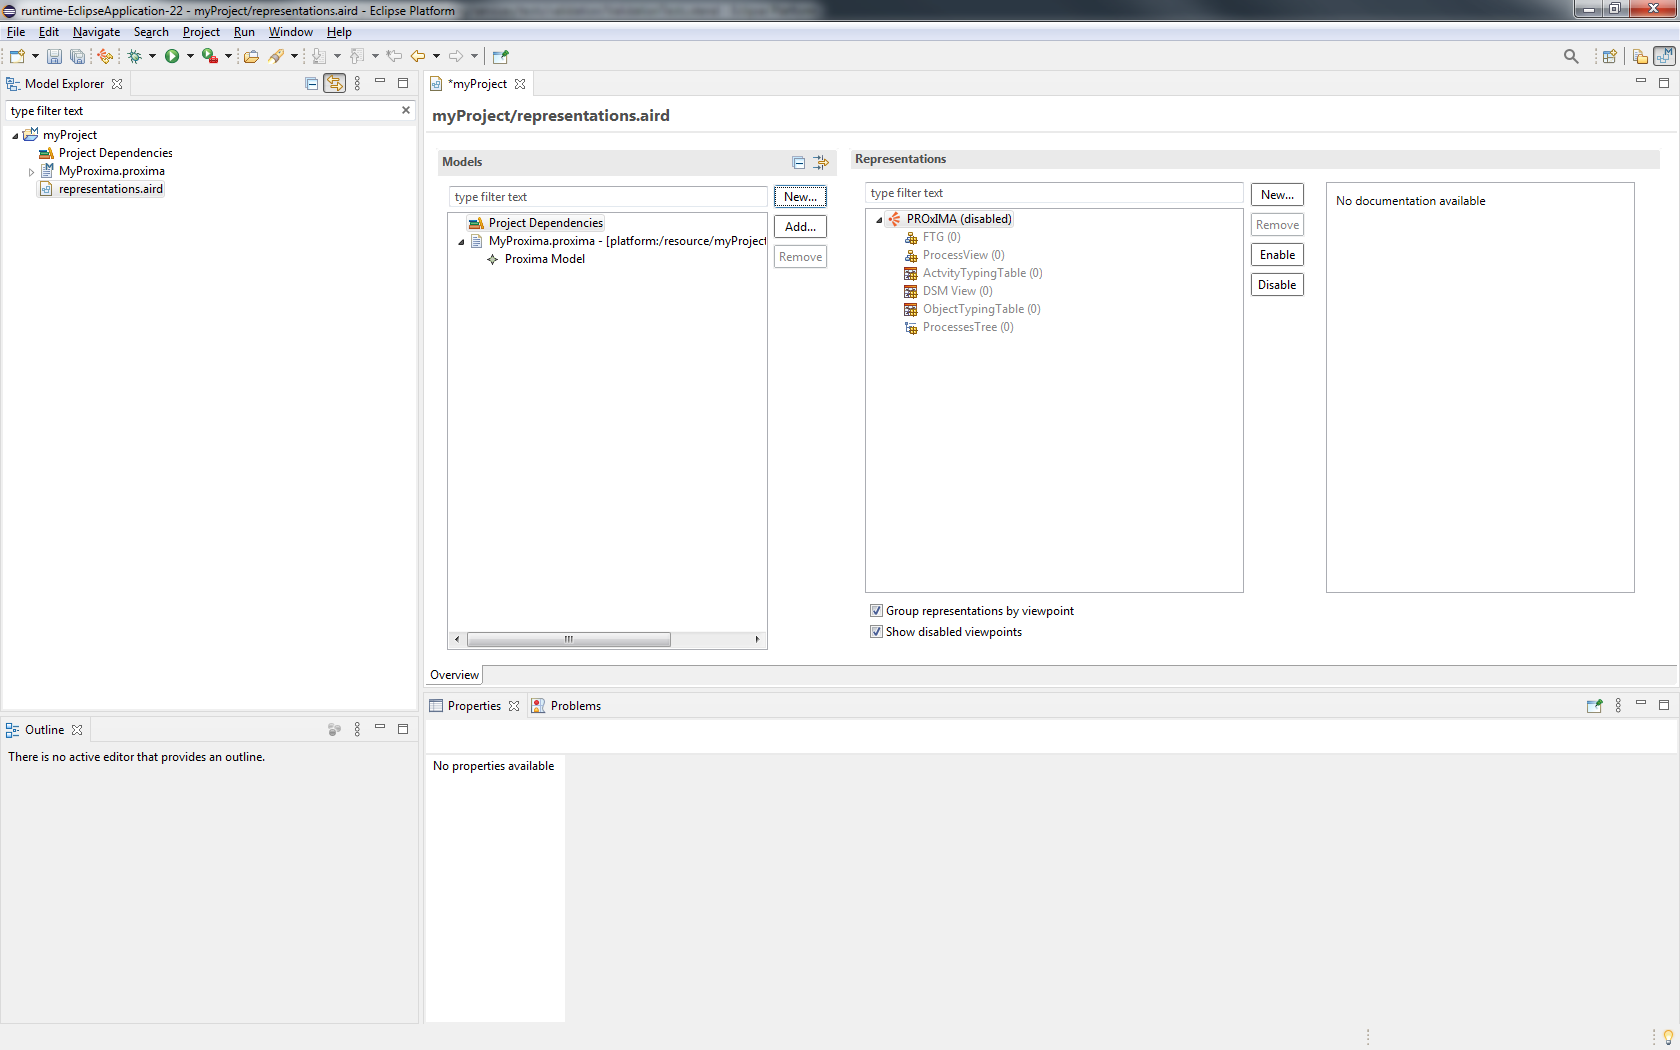 runtime-EclipseApplication-22 - myProject/representations.aird - Eclipse Platform
File Edit Navigate Search Project Run Window Help
Model Explorer
type filter text
myProject
Project Dependencies
MyProxima.proxima
representations.aird
*myProject
myProject/representations.aird
Models
type filter text
New...
Add...
Remove
Project Dependencies
MyProxima.proxima - [platform:/resource/myProject
Proxima Model
Representations
type filter text
New...
Remove
Enable
Disable
PROxIMA (disabled)
FTG (0)
ProcessView (0)
ActvityTypingTable (0)
DSM View (0)
ObjectTypingTable (0)
ProcessesTree (0)
No documentation available
Group representations by viewpoint
Show disabled viewpoints
Overview
Outline
There is no active editor that provides an outline.
Properties
Problems
No properties available